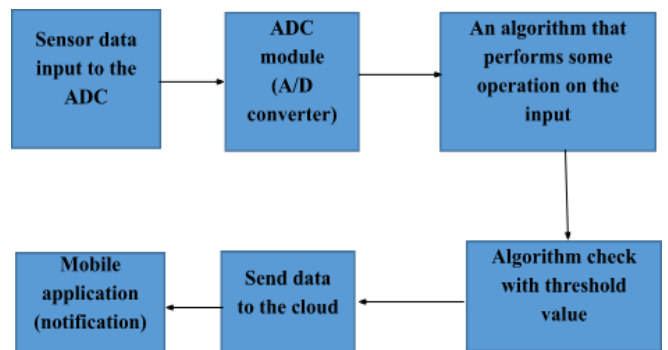 Sensor data
input to the
ADC
ADC
module
(A/D
converter)
An algorithm that
performs some
operation on the
input
Algorithm check
with threshold
value
Send data
to the cloud
Mobile
application
(notification)